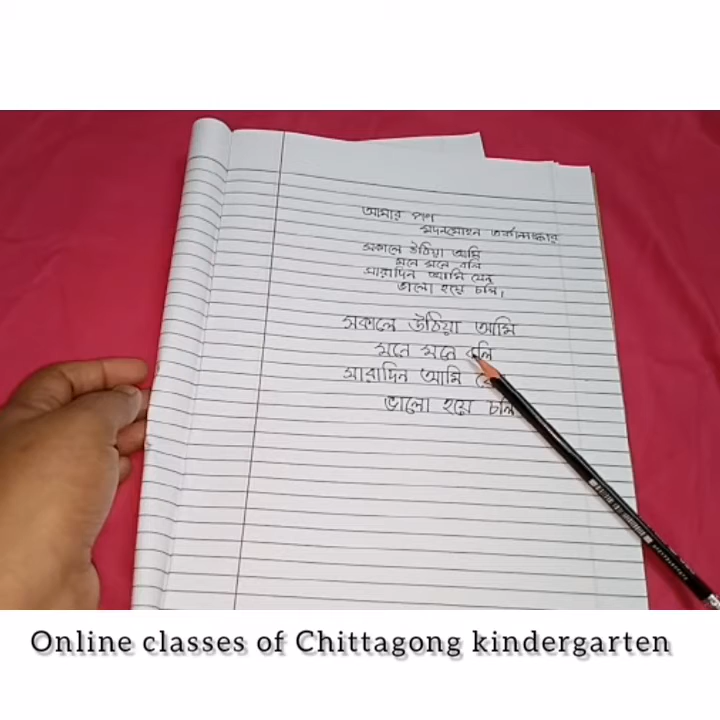 আমার পণ
মদনমোহন তর্কালঙ্কার
সকালে উঠিয়া আমি
মনে মনে বলি
সারাদিন আমি যেন
ভালো হয়ে চলি।
সকালে উঠিয়া আমি
মনে মনে বলি
সারাদিন আমি
ভালো হয়ে চলি
Online classes of Chittagong kindergarten